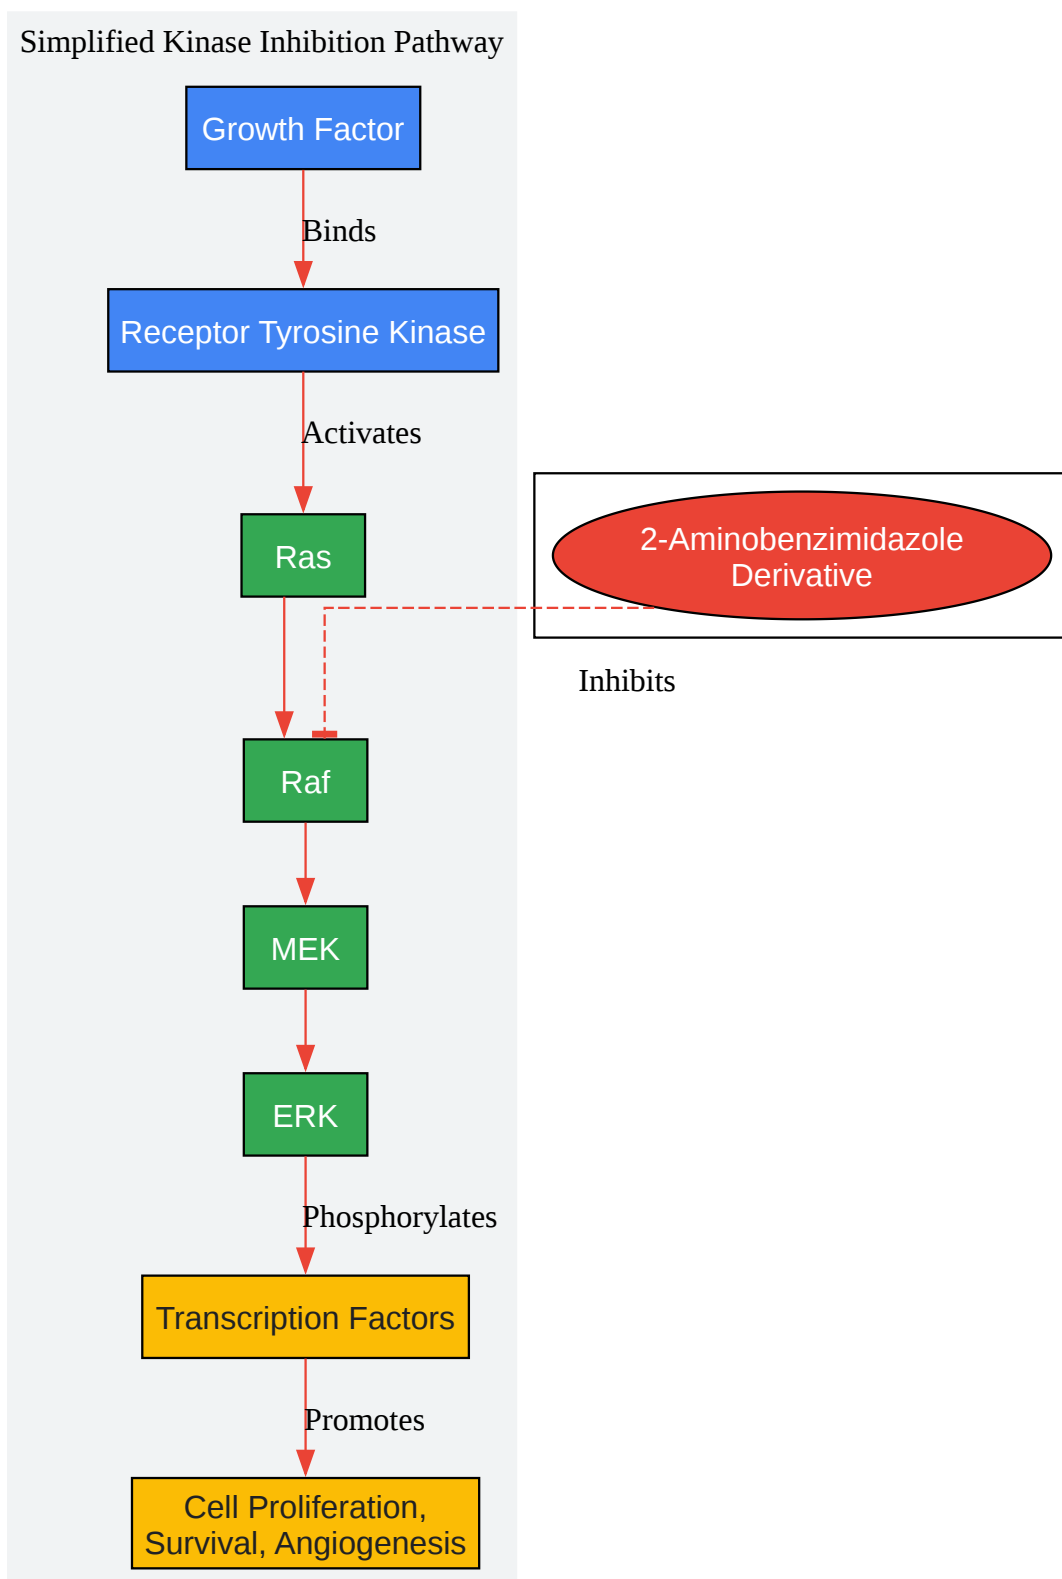 Simplified Kinase Inhibition Pathway
Growth Factor
Binds
Receptor Tyrosine Kinase
Activates
Ras
2-Aminobenzimidazole
Derivative
Inhibits
Raf
MEK
ERK
Phosphorylates
Transcription Factors
Promotes
Cell Proliferation,
Survival, Angiogenesis